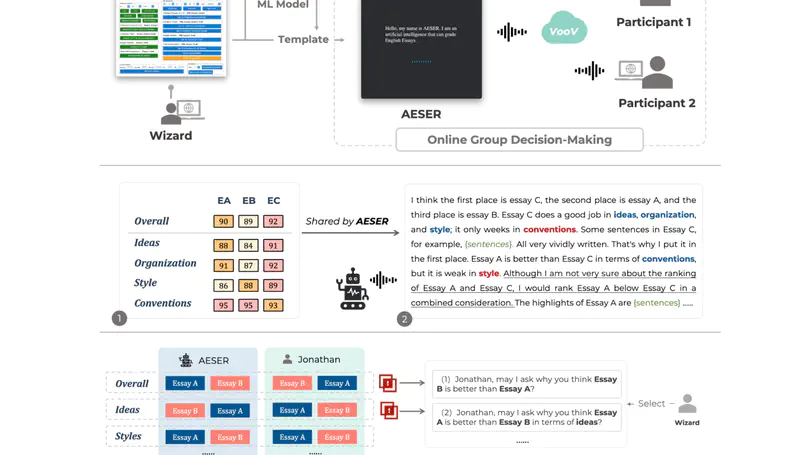 ML Model
Template
Wizard
Hello, my name is AESER. I am an
artificial intelligence that can grade
English Essays.
AESER
VooV
Participant 1
Participant 2
Online Group Decision-Making
EA EB EC
Overall 90 89 92
Ideas 88 84 91
Organization 91 87 92
Style 86 88 89
Conventions 95 95 93
1
Shared by AESER
I think the first place is essay C, the second place is essay A, and the
third place is essay B. Essay C does a good job in ideas, organization,
and style; it only weeks in conventions. Some sentences in Essay C,
for example, {sentences}. All very vividly written. That's why I put it in
the first place. Essay A is better than Essay C in terms of conventions,
but it is weak in style. Although I am not very sure about the ranking
of Essay A and Essay C, I would rank Essay A below Essay C in a
combined consideration. The highlights of Essay A are {sentences} ......
2
AESER Jonathan
Overall Essay A Essay B Essay B Essay A
Ideas Essay B Essay A Essay A Essay B
Styles Essay A Essay B Essay A Essay B
...... ......
(1) Jonathan, may I ask why you think Essay
B is better than Essay A?
(2) Jonathan, may I ask why you think Essay
A is better than Essay B in terms of ideas?
......
Select
Wizard